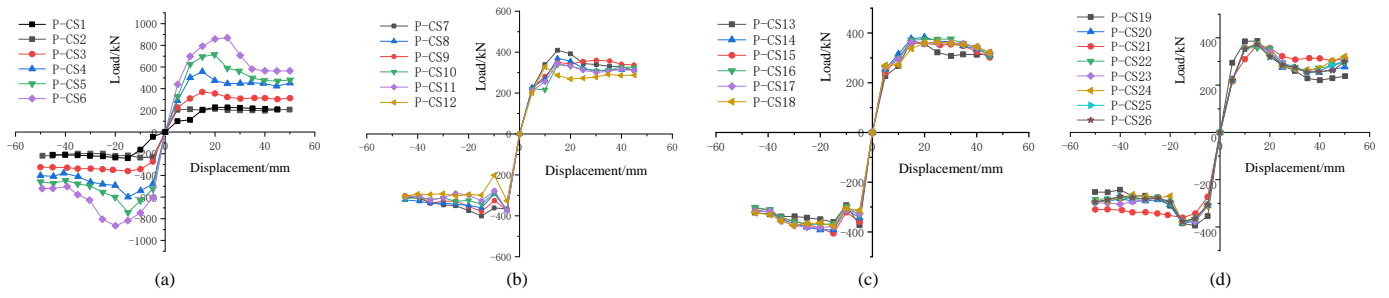 P-CS1
P-CS2
P-CS3
P-CS4
P-CS5
P-CS6
Load/kN
1000
800
600
400
200
0
-200
-400
-600
-800
-1000
-60 -40 -20 0 20 40 60
Displacement/mm
(a)
P-CS7
P-CS8
P-CS9
P-CS10
P-CS11
P-CS12
Load/kN
600
400
200
0
-200
-400
-600
-60 -40 -20 0 20 40 60
Displacement/mm
(b)
P-CS13
P-CS14
P-CS15
P-CS16
P-CS17
P-CS18
Load/kN
400
200
0
-200
-400
-60 -40 -20 0 20 40 60
Displacement/mm
(c)
P-CS19
P-CS20
P-CS21
P-CS22
P-CS23
P-CS24
P-CS25
P-CS26
Load/kN
400
200
0
-200
-400
-60 -40 -20 0 20 40 60
Displacement/mm
(d)